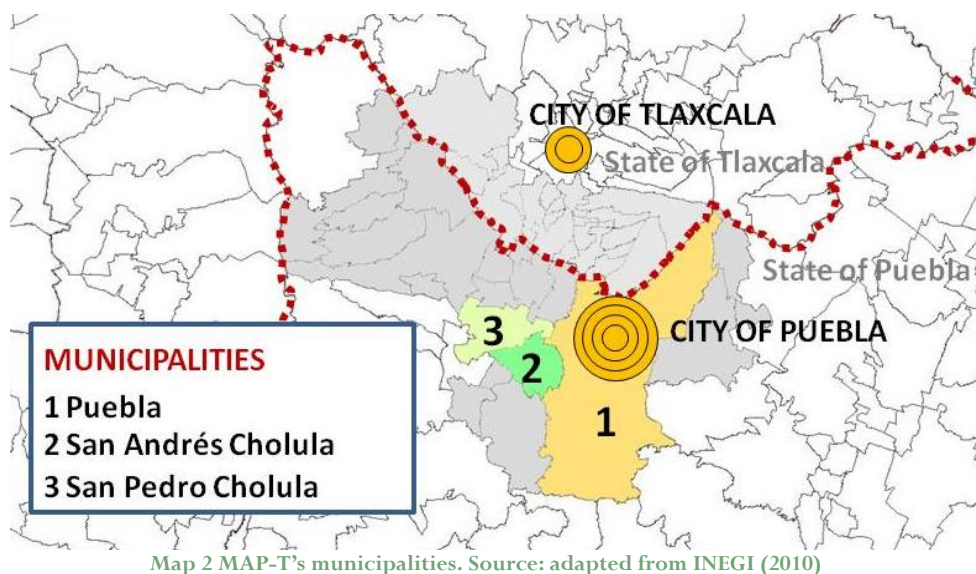 CITY OF TLAXCALA
State of Tlaxcala
State of Puebla
CITY OF PUEBLA
3
2
1
MUNICIPALITIES
1 Puebla
2 San Andrés Cholula
3 San Pedro Cholula
Map 2 MAP-T's municipalities. Source: adapted from INEGI (2010)